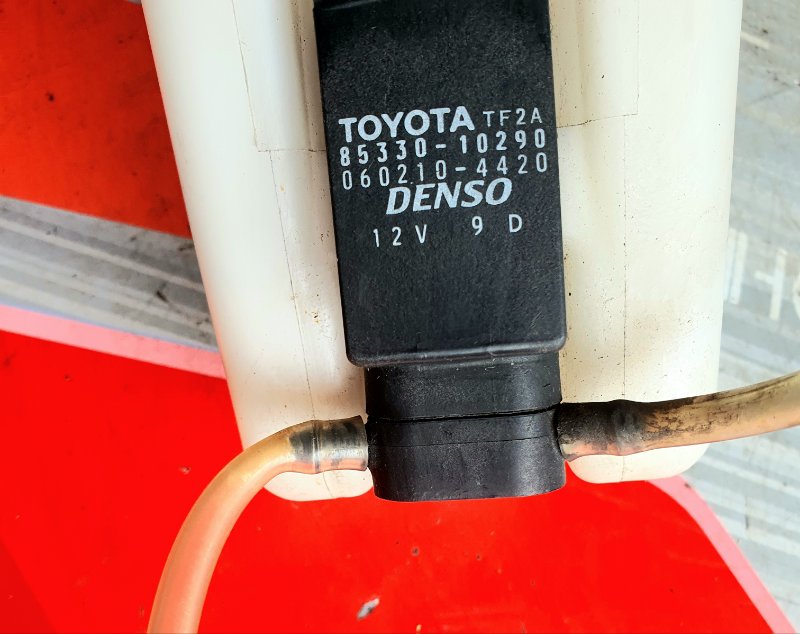 TOYOTA TF2A
85330-10290
060210-4420
DENSO
12V 9 D